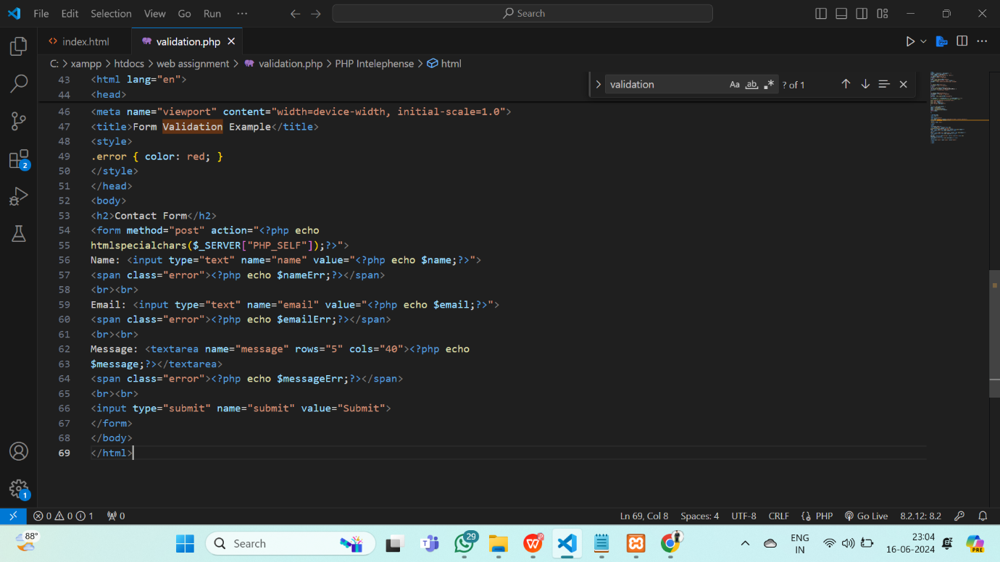 File Edit Selection View Go Run ··· Search
index.html validation.php
C: > xampp > htdocs > web assignment > validation.php > PHP Intelephense > html
validation Aa ab ? of 1
43 <html lang="en">
44 <head>
46 <meta name="viewport" content="width=device-width, initial-scale=1.0">
47 <title>Form Validation Example</title>
48 <style>
49 .error { color: red; }
50 </style>
51 </head>
52 <body>
53 <h2>Contact Form</h2>
54 <form method="post" action="<?php echo
55 htmlspecialchars($_SERVER["PHP_SELF"]);?>">
56 Name: <input type="text" name="name" value="<?php echo $name;?>">
57 <span class="error"><?php echo $nameErr;?></span>
58 <br><br>
59 Email: <input type="text" name="email" value="<?php echo $email;?>">
60 <span class="error"><?php echo $emailErr;?></span>
61 <br><br>
62 Message: <textarea name="message" rows="5" cols="40"><?php echo
63 $message;?></textarea>
64 <span class="error"><?php echo $messageErr;?></span>
65 <br><br>
66 <input type="submit" name="submit" value="Submit">
67 </form>
68 </body>
69 </html>
2
1
0 0 1 0 Ln 69, Col 8 Spaces: 4 UTF-8 CRLF {} PHP Go Live 8.2.12: 8.2
88° Search 29 ENG 23:04
IN 16-06-2024 PRE